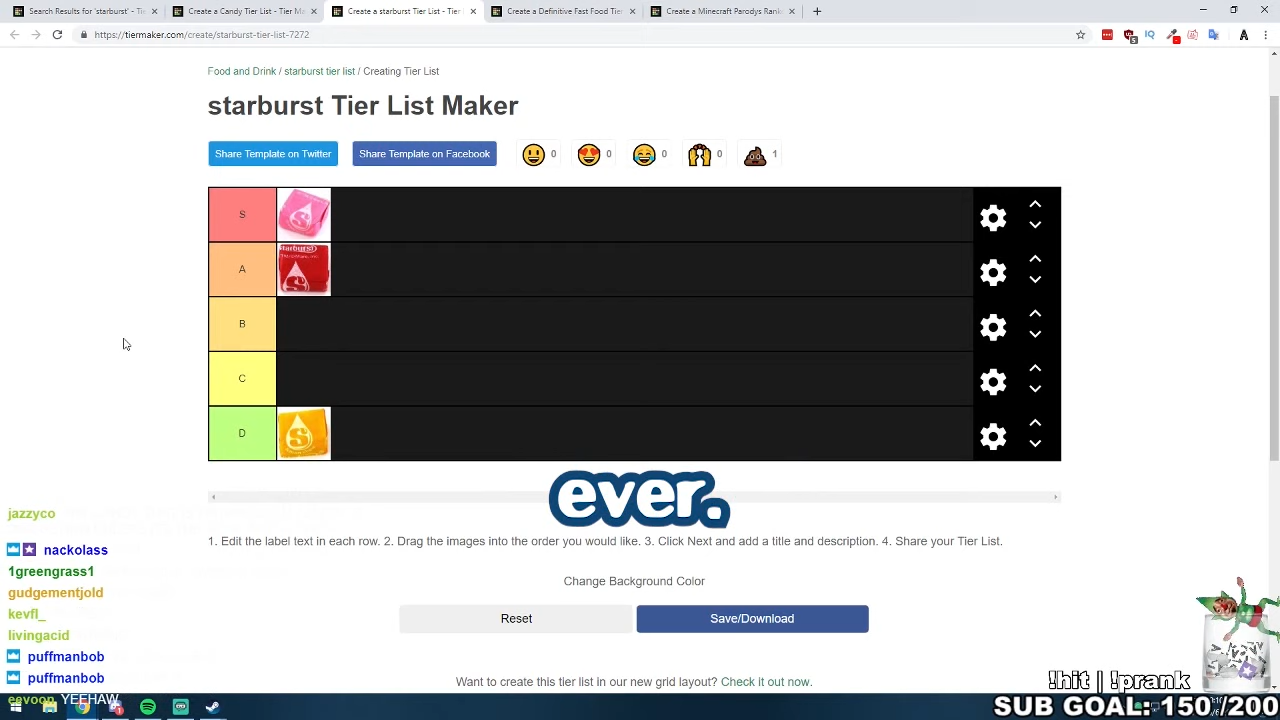 Search Results for 'starburst' - Tie
Create a Candy Tier List - Tier Ma
Create a starburst Tier List - Tier
Create a Definitive Fast Food Tier
Create a Minecraft Parodys Rank
https://tiermaker.com/create/starburst-tier-list-7272
Food and Drink / starburst tier list / Creating Tier List
starburst Tier List Maker
Share Template on Twitter
Share Template on Facebook
0
0
0
0
1
S
S
A
starburst
S
B
C
D
S
ever.
1. Edit the label text in each row. 2. Drag the images into the order you would like. 3. Click Next and add a title and description. 4. Share your Tier List.
Change Background Color
Reset
Save/Download
Want to create this tier list in our new grid layout? Check it out now.
jazzyco
nackolass
1greengrass1
gudgementjold
kevfl_
livingacid
puffmanbob
puffmanbob
eevoon YEEHAW
!hit | !prank
SUB GOAL: 150 /200